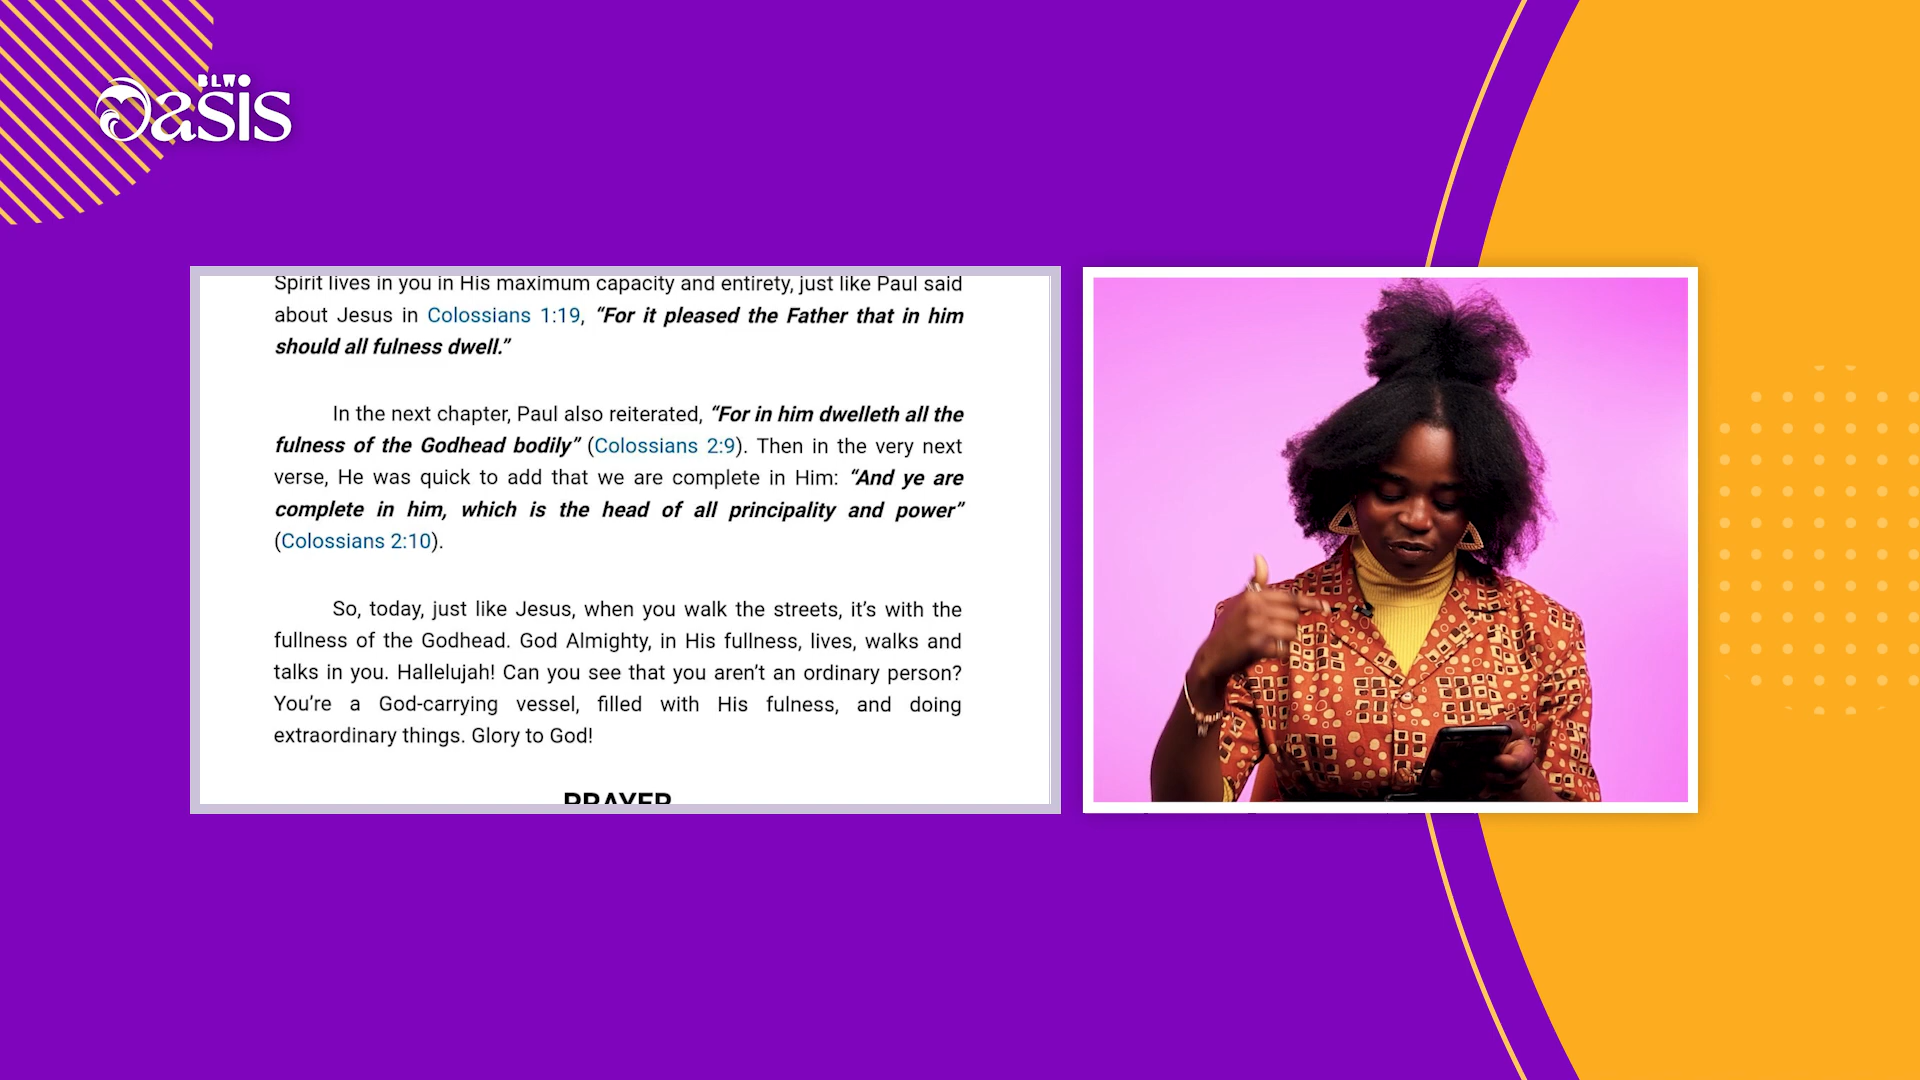 BLWO
Oasis
Spirit lives in you in His maximum capacity and entirety, just like Paul said
about Jesus in Colossians 1:19, “For it pleased the Father that in him
should all fulness dwell.”
In the next chapter, Paul also reiterated, “For in him dwelleth all the
fulness of the Godhead bodily” (Colossians 2:9). Then in the very next
verse, He was quick to add that we are complete in Him: “And ye are
complete in him, which is the head of all principality and power”
(Colossians 2:10).
So, today, just like Jesus, when you walk the streets, it’s with the
fullness of the Godhead. God Almighty, in His fullness, lives, walks and
talks in you. Hallelujah! Can you see that you aren’t an ordinary person?
You’re a God-carrying vessel, filled with His fulness, and doing
extraordinary things. Glory to God!
PRAYER